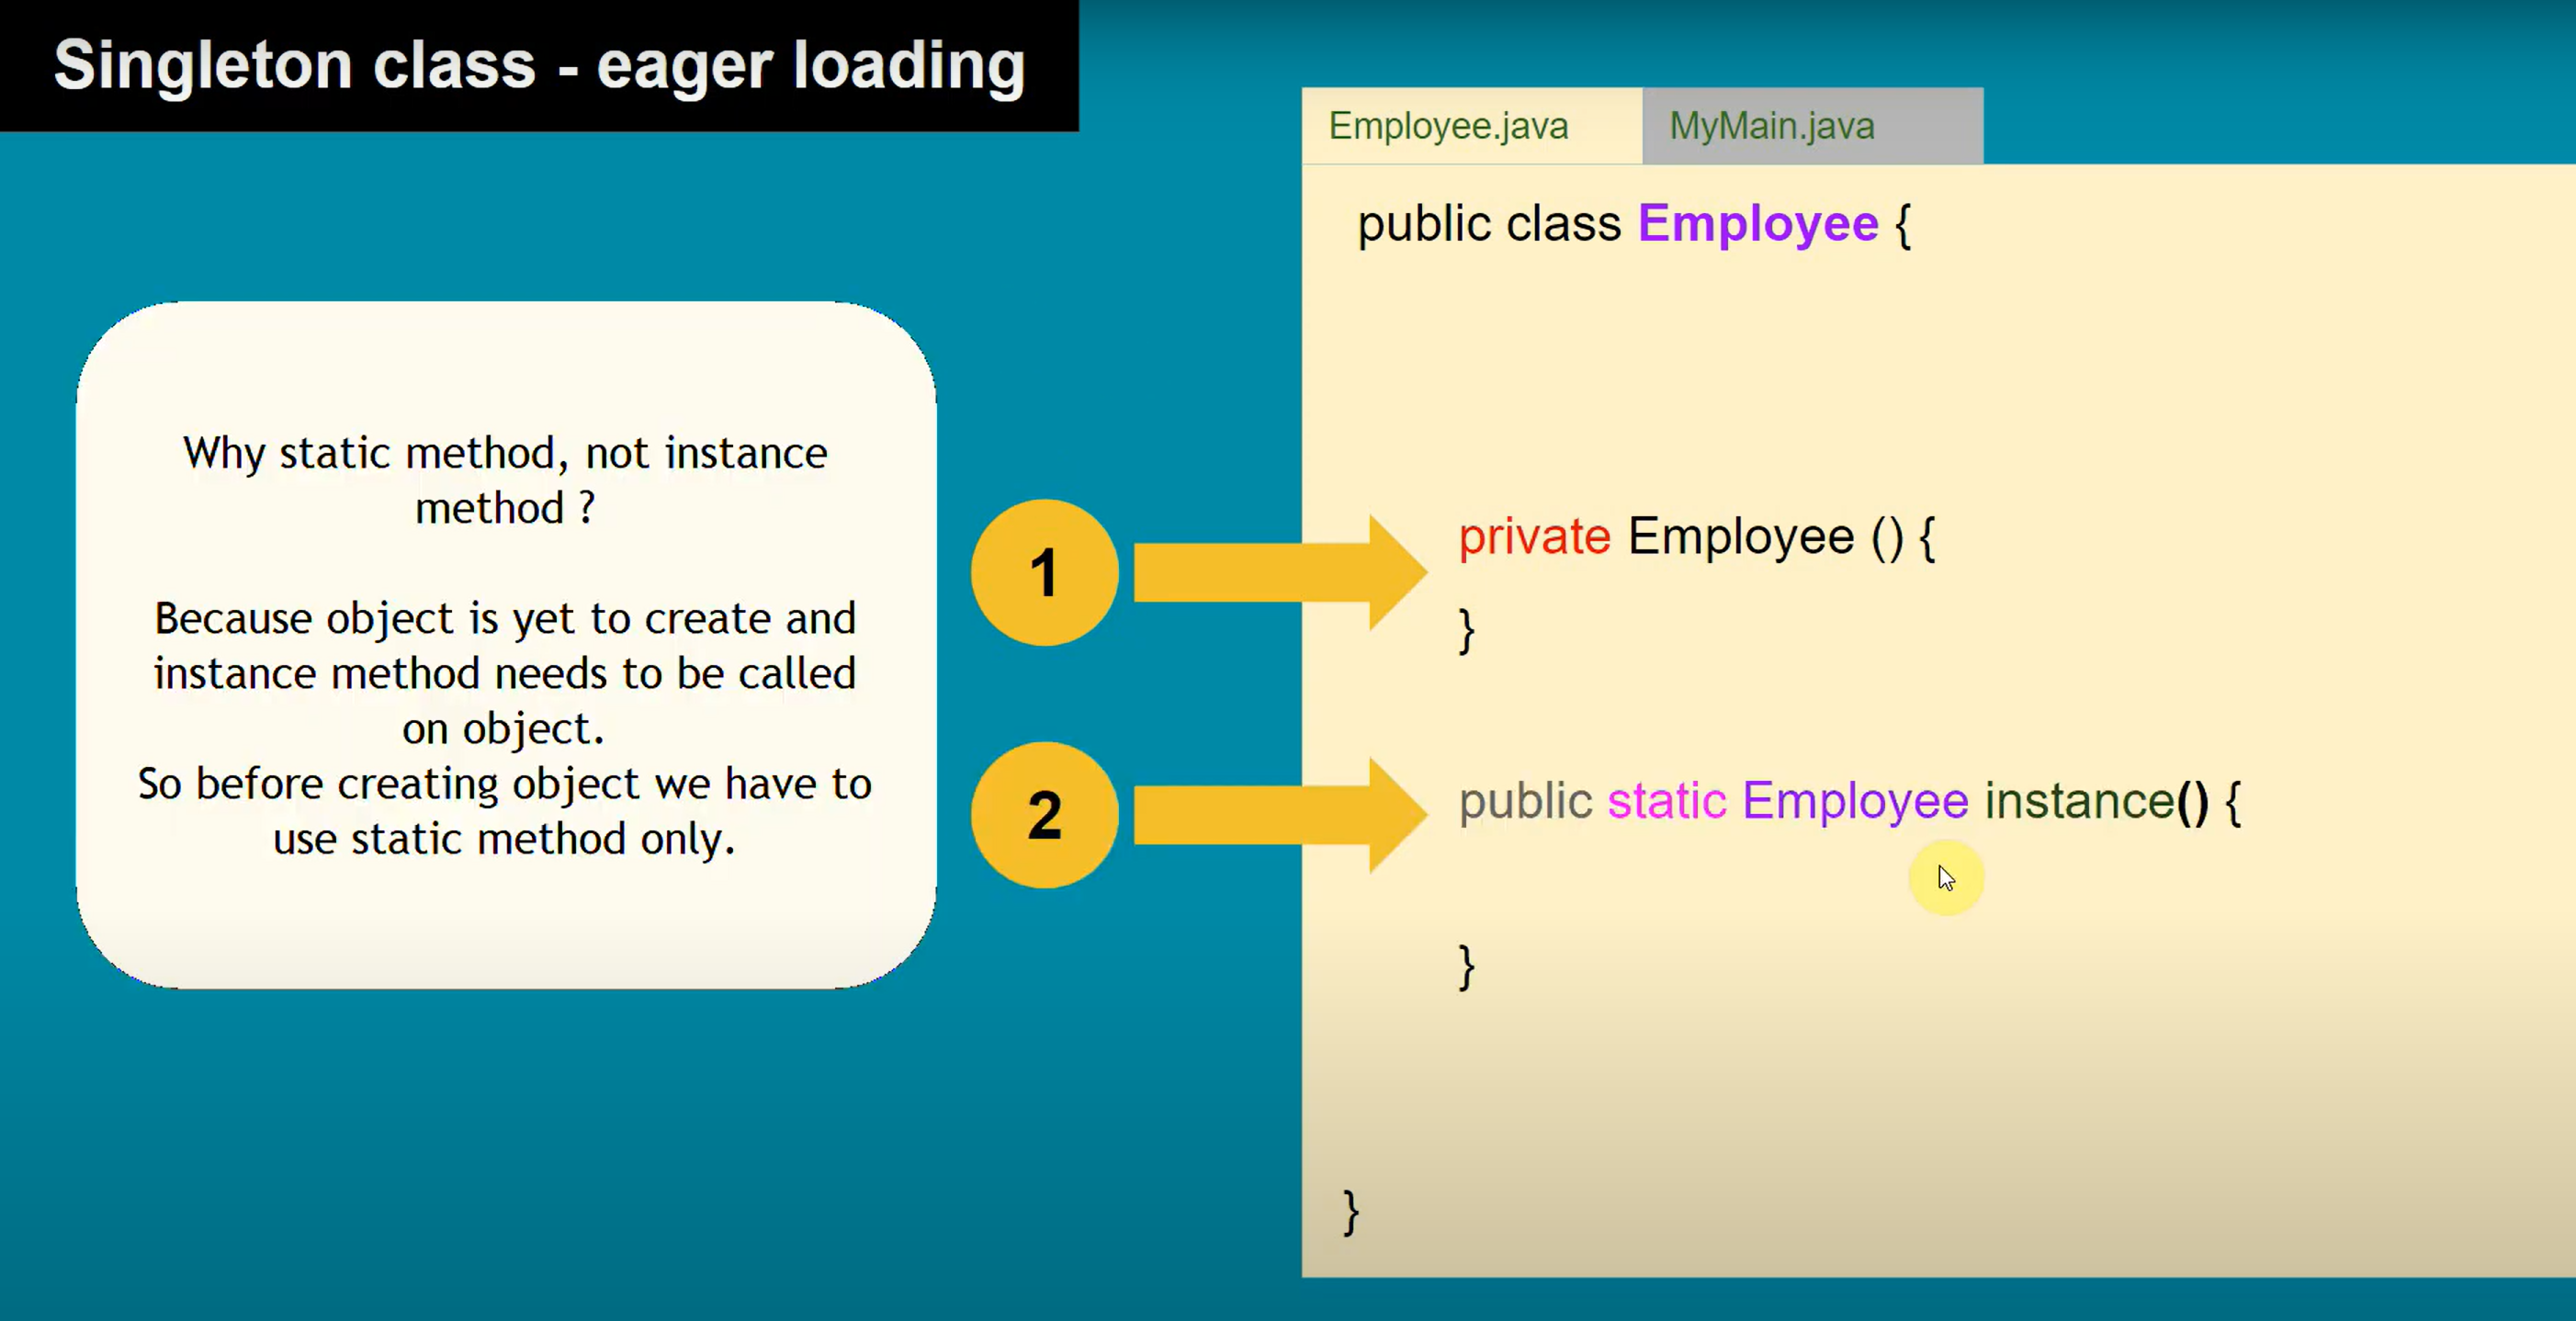 Singleton class - eager loading
Employee.java
MyMain.java
public class Employee {
Why static method, not instance
method ?
Because object is yet to create and
instance method needs to be called
on object.
So before creating object we have to
use static method only.
1
private Employee () {
}
2
public static Employee instance() {
}
}